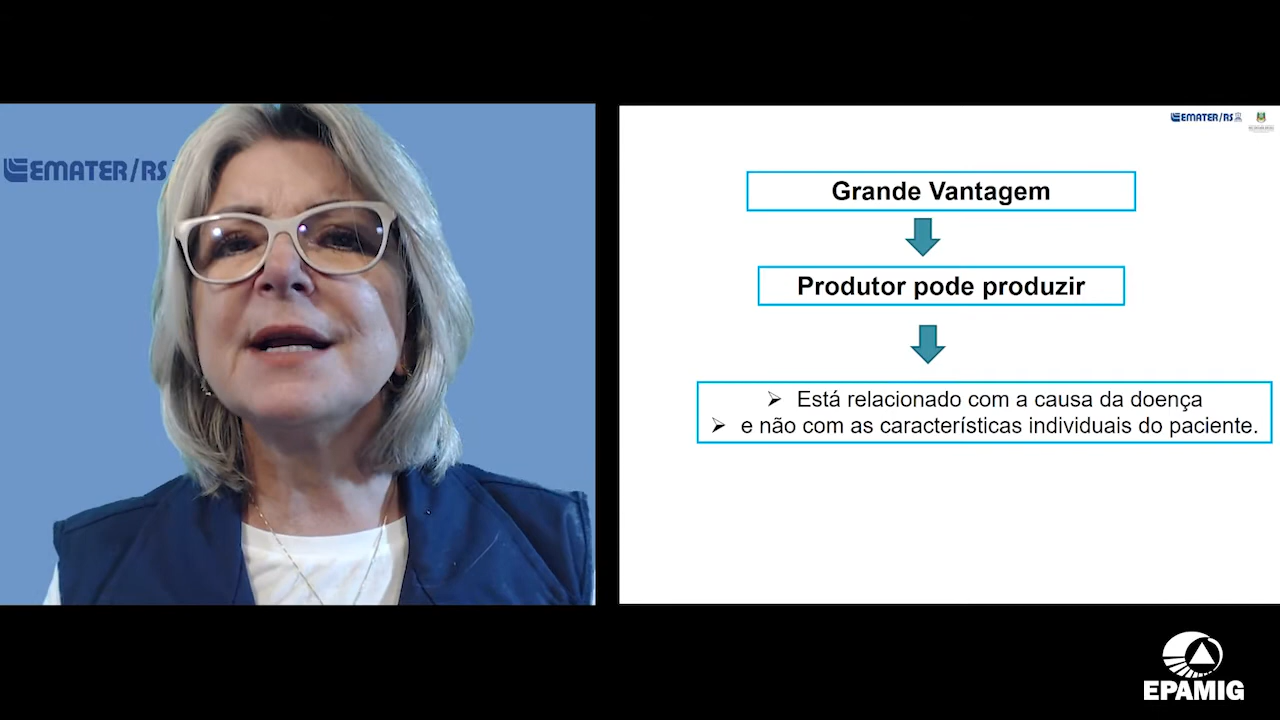 EMATER/RS
EMATER/RS
Grande Vantagem
Produtor pode produzir
➢ Está relacionado com a causa da doença
➢ e não com as características individuais do paciente.
EPAMIG